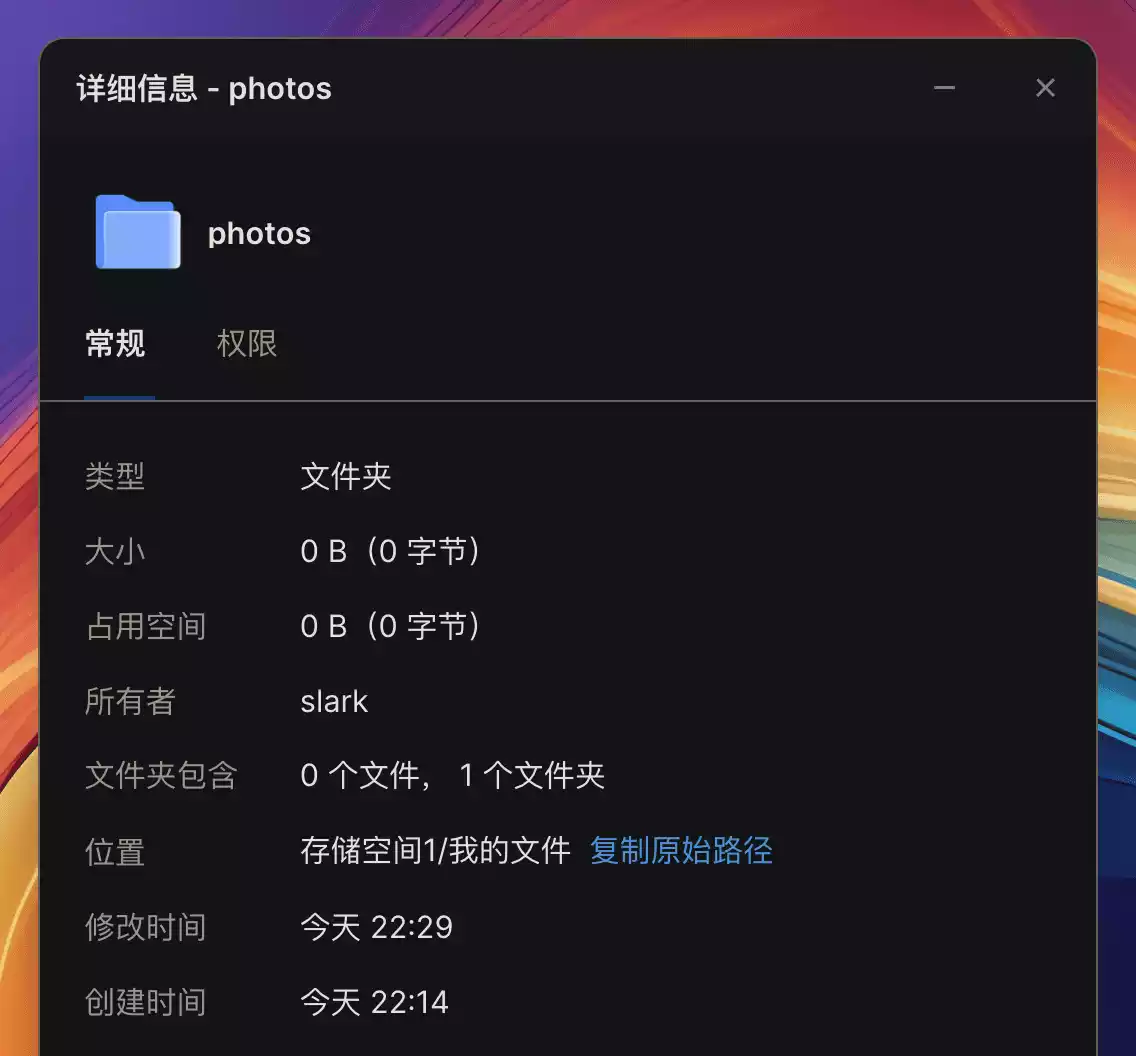 详细信息 - photos
photos
常规 权限
类型 文件夹
大小 0 B（0 字节）
占用空间 0 B（0 字节）
所有者 slark
文件夹包含 0 个文件， 1 个文件夹
位置 存储空间1/我的文件 复制原始路径
修改时间 今天 22:29
创建时间 今天 22:14